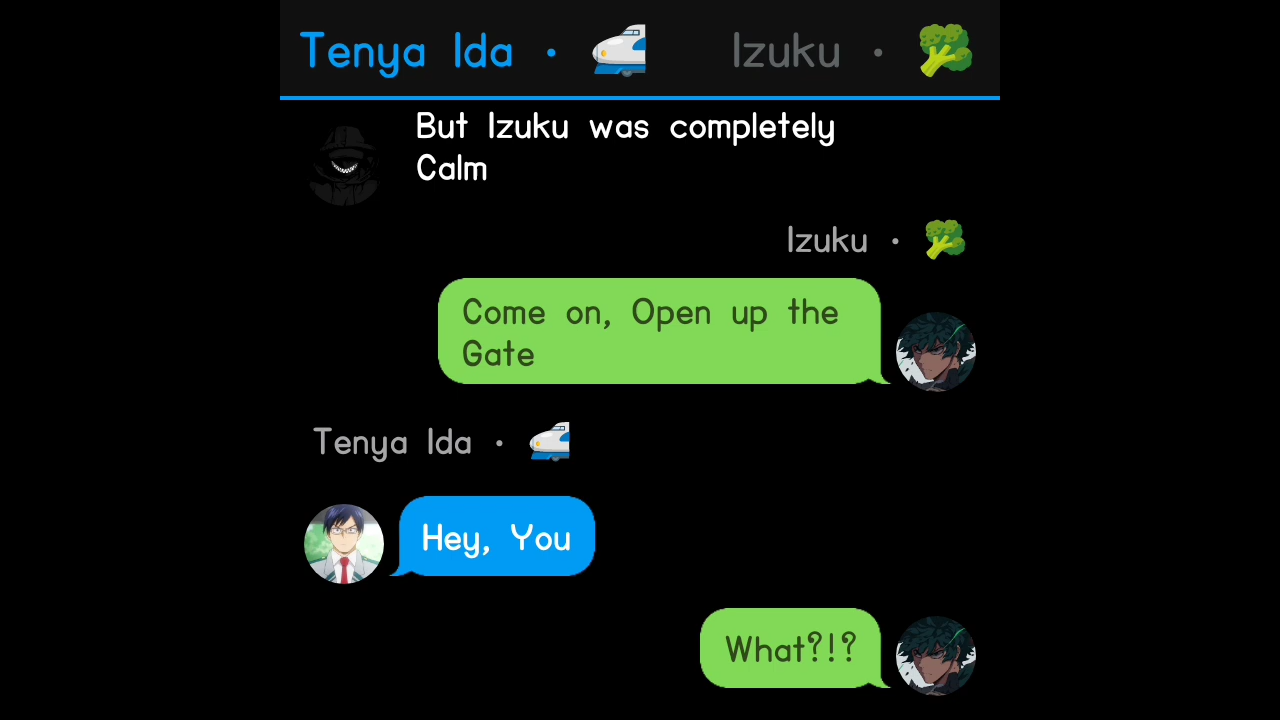 Tenya Ida • Izuku •
But Izuku was completely
Calm
Izuku •
Come on, Open up the
Gate
Tenya Ida •
Hey, You
What?!?